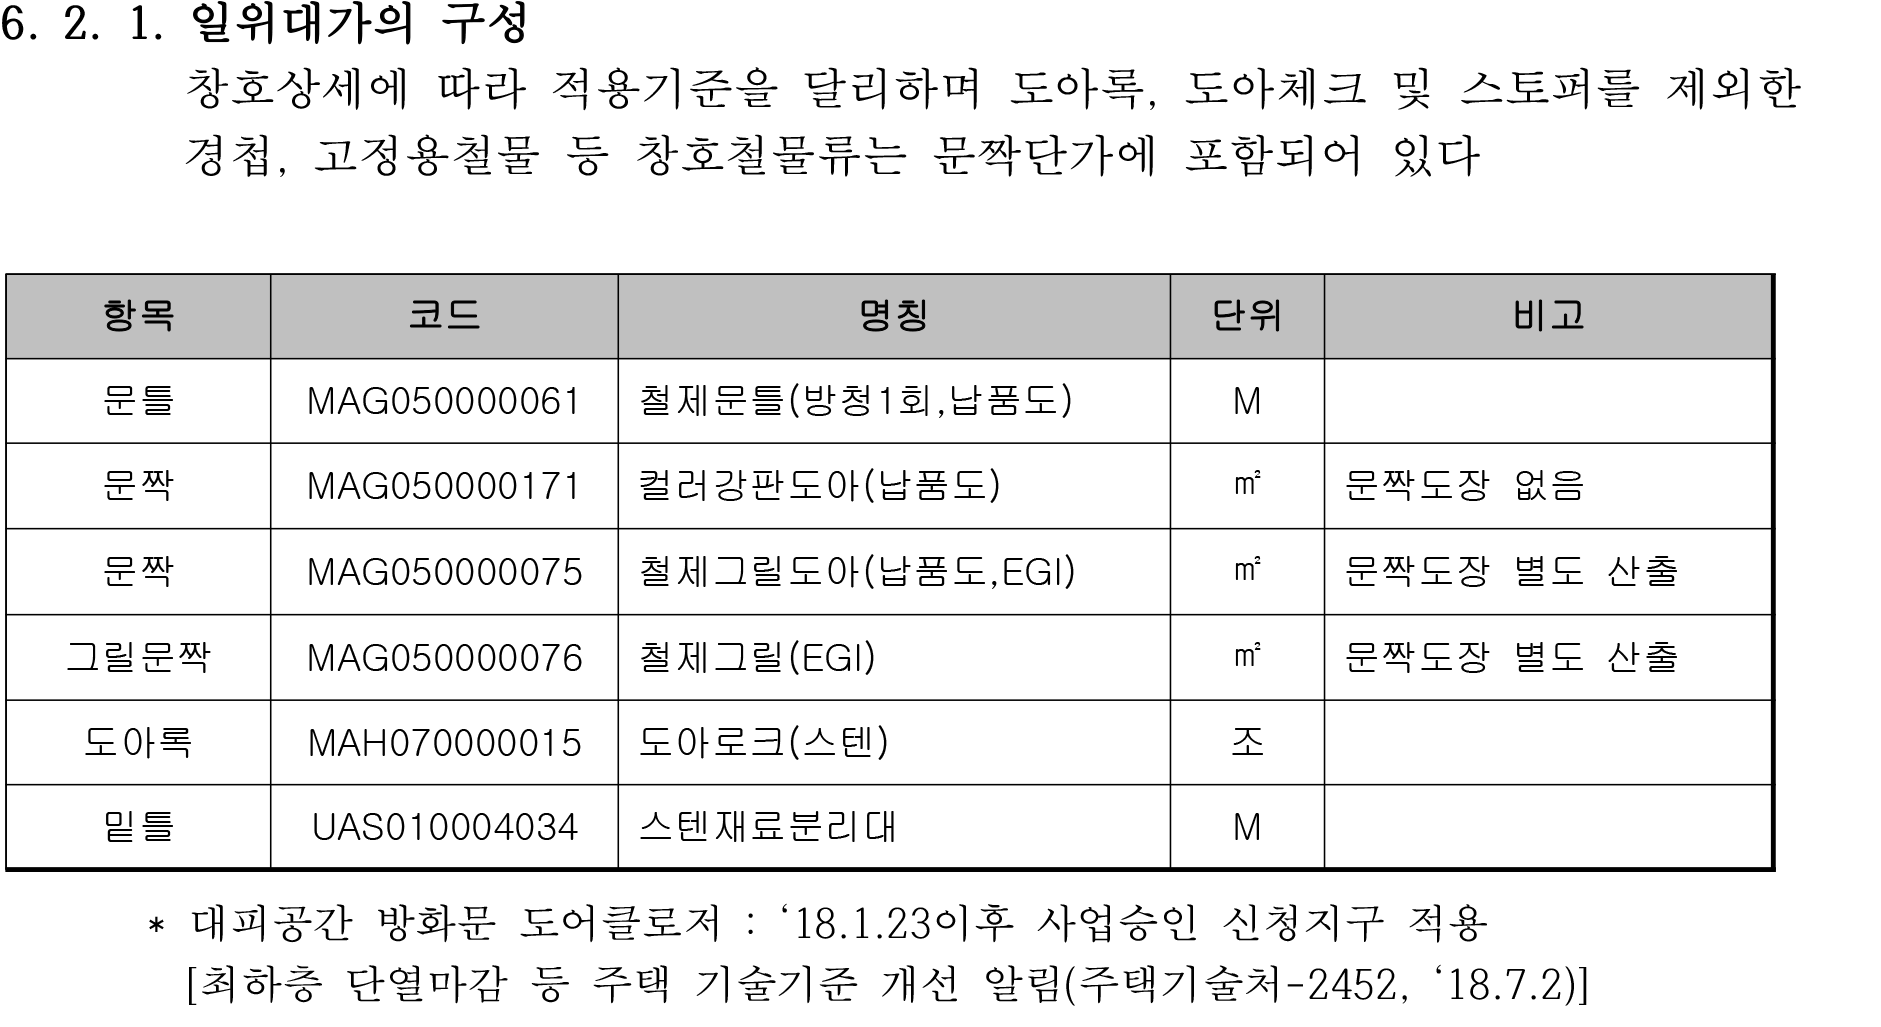 6. 2. 1. 일위대가의 구성
창호상세에 따라 적용기준을 달리하며 도아록, 도아체크 및 스토퍼를 제외한
경첩, 고정용철물 등 창호철물류는 문짝단가에 포함되어 있다
항목 코드 명칭 단위 비고
문틀 MAG050000061 철제문틀(방청1회,납품도) M
문짝 MAG050000171 컬러강판도아(납품도) ㎡ 문짝도장 없음
문짝 MAG050000075 철제그릴도아(납품도,EGI) ㎡ 문짝도장 별도 산출
그릴문짝 MAG050000076 철제그릴(EGI) ㎡ 문짝도장 별도 산출
도아록 MAH070000015 도아로크(스텐) 조
밑틀 UAS010004034 스텐재료분리대 M
* 대피공간 방화문 도어클로저 : ‘18.1.23이후 사업승인 신청지구 적용
[최하층 단열마감 등 주택 기술기준 개선 알림(주택기술처-2452, ‘18.7.2)]